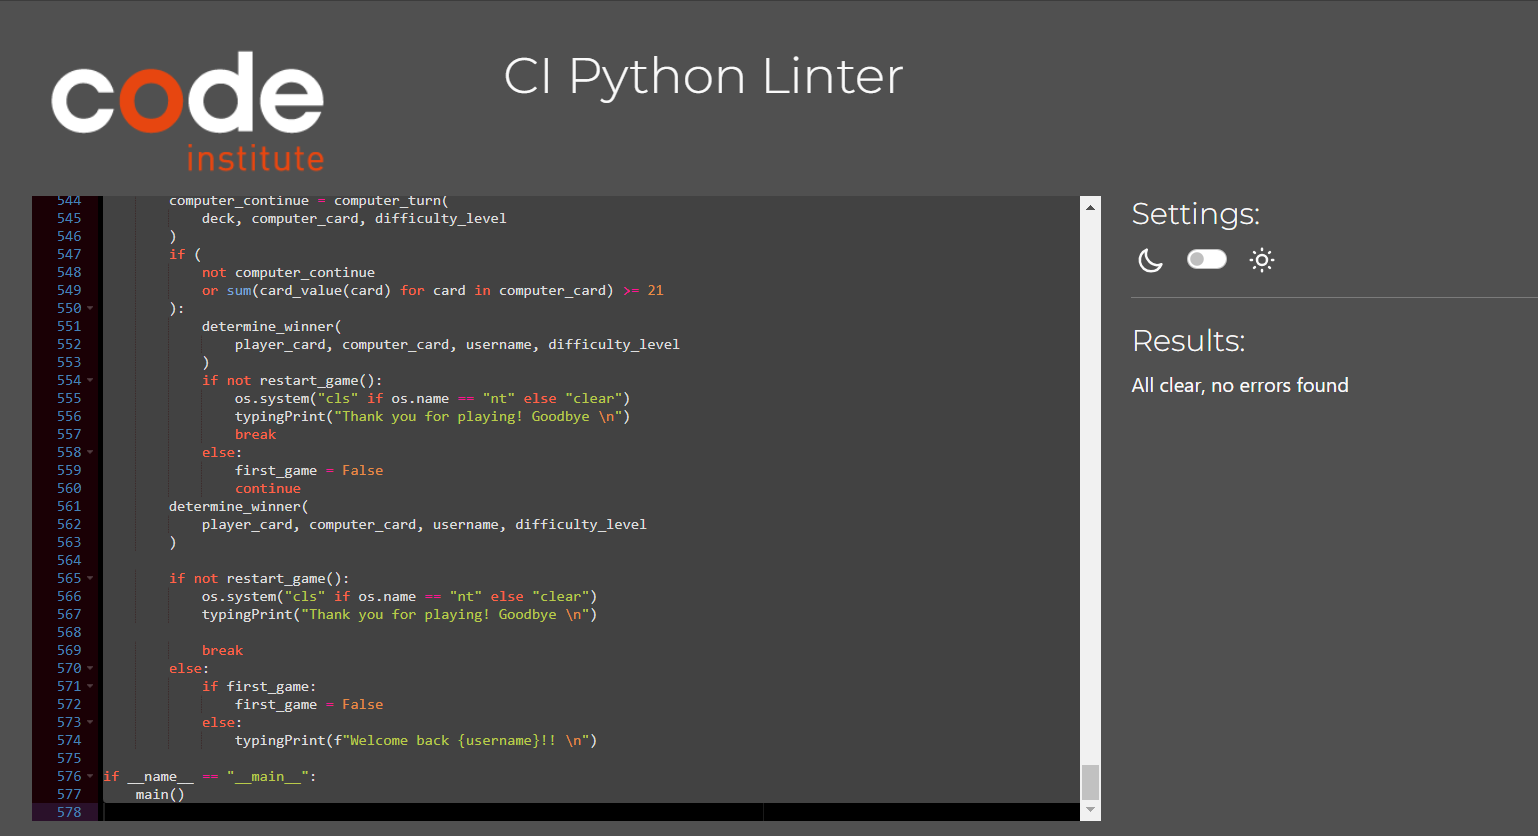 code
institute
CI Python Linter
544 computer_continue = computer_turn(
545 deck, computer_card, difficulty_level
546 )
547 if (
548 not computer_continue
549 or sum(card_value(card) for card in computer_card) >= 21
550 ):
551 determine_winner(
552 player_card, computer_card, username, difficulty_level
553 )
554 if not restart_game():
555 os.system("cls" if os.name == "nt" else "clear")
556 typingPrint("Thank you for playing! Goodbye \n")
557 break
558 else:
559 first_game = False
560 continue
561 determine_winner(
562 player_card, computer_card, username, difficulty_level
563 )
564
565 if not restart_game():
566 os.system("cls" if os.name == "nt" else "clear")
567 typingPrint("Thank you for playing! Goodbye \n")
568
569 break
570 else:
571 if first_game:
572 first_game = False
573 else:
574 typingPrint(f"Welcome back {username}!! \n")
575
576 if __name__ == "__main__":
577 main()
578
Settings:
Results:
All clear, no errors found